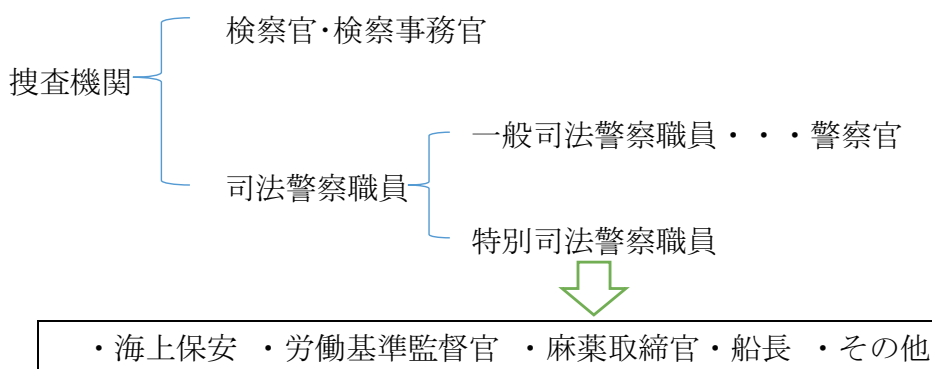 検察官・検察事務官
捜査機関
一般司法警察職員・・・警察官
司法警察職員
特別司法警察職員
・海上保安 ・労働基準監督官 ・麻薬取締官・船長 ・その他